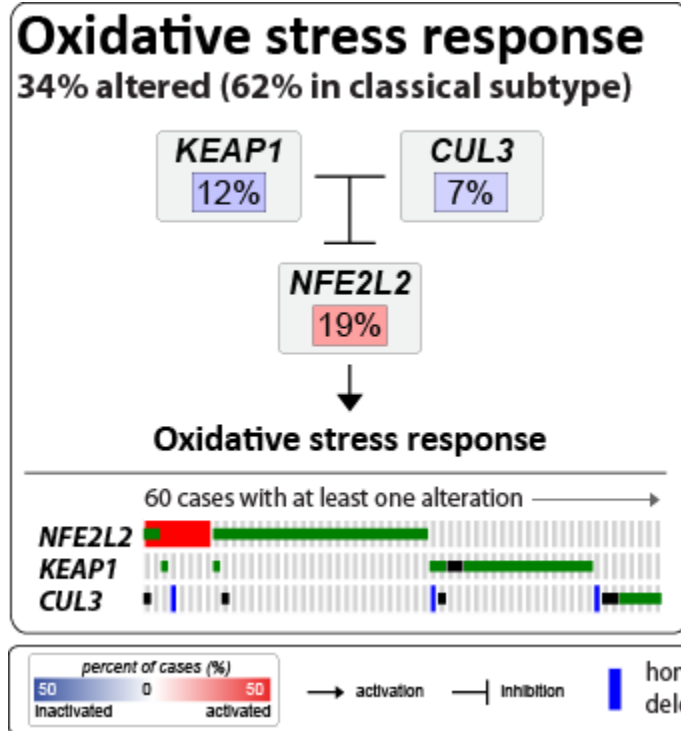 Oxidative stress response
34% altered (62% in classical subtype)
KEAP1
12%
CUL3
7%
NFE2L2
19%
Oxidative stress response
60 cases with at least one alteration
NFE2L2
KEAP1
CUL3
percent of cases (%)
50 0 50
inactivated activated
activation
inhibition